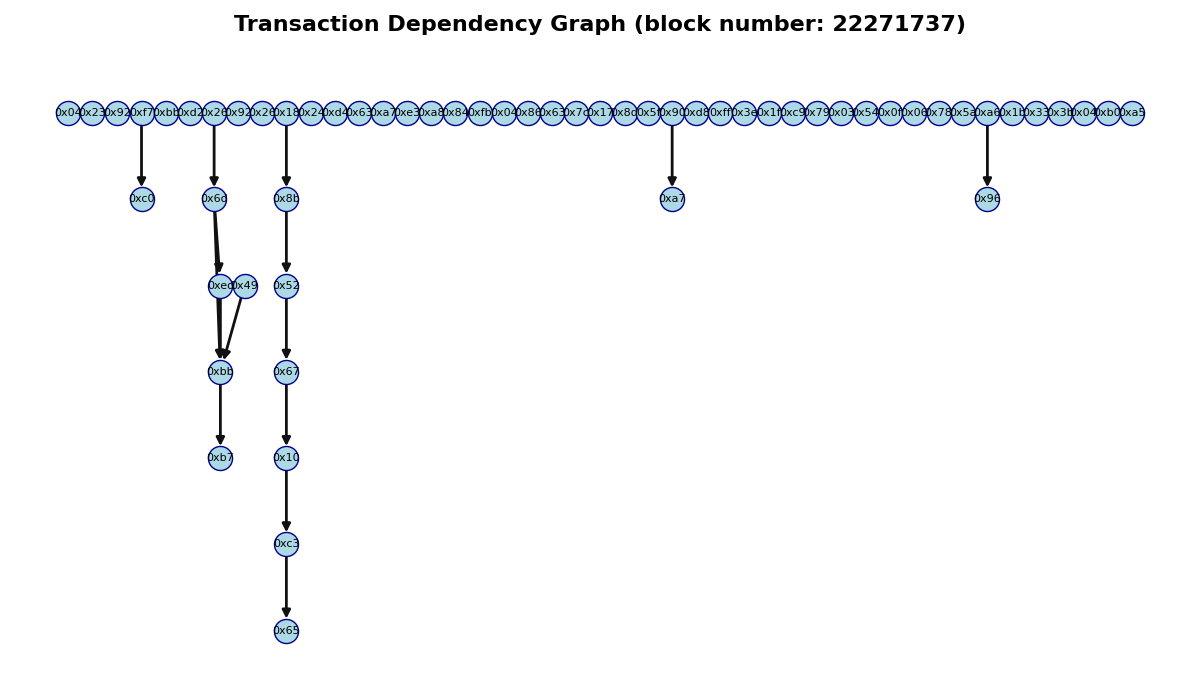 Transaction Dependency Graph (block number: 22271737)
0x04 0x23 0x92 0xf7 0xbb 0xd2 0x26 0x92 0x26 0x18 0x24 0xd4 0x63 0xa7 0xe3 0xa8 0x84 0xfb 0x04 0x86 0x63 0x7c 0x17 0x8d 0x5f 0x90 0xd8 0xff 0x3e 0x1f 0xc9 0x79 0x03 0x54 0x0f 0x06 0x78 0x5a 0xa6 0x1b 0x33 0x3b 0x04 0xb0 0xa5
0xc0 0x6d 0x8b 0xa7 0x96
0xed 0x49 0x52
0xbb 0x67
0xb7 0x10
0xc3
0x65